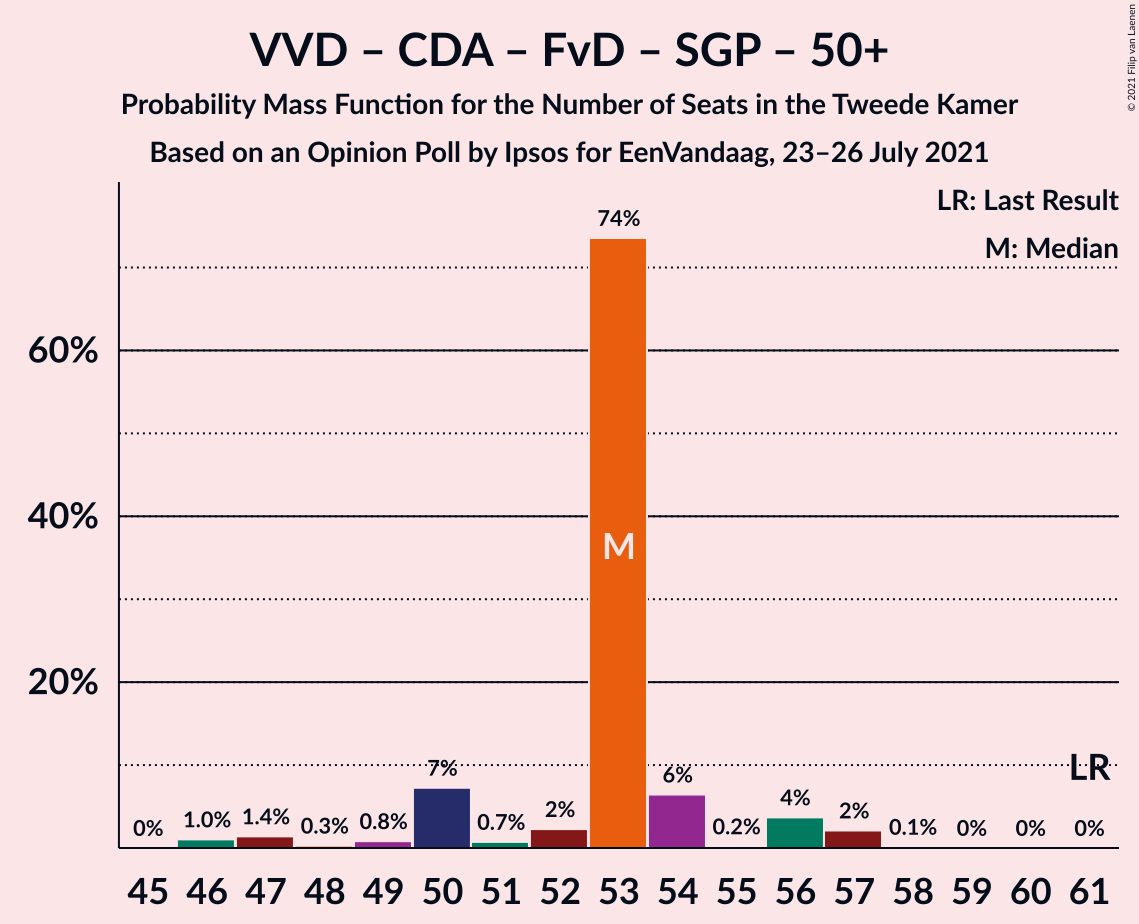 VVD – CDA – FvD – SGP – 50+
Probability Mass Function for the Number of Seats in the Tweede Kamer
Based on an Opinion Poll by Ipsos for EenVandaag, 23–26 July 2021
© 2021 Filip van Laenen
LR: Last Result
M: Median
60%
40%
20%
0% 1.0% 1.4% 0.3% 0.8% 7% 0.7% 2% 74% 6% 0.2% 4% 2% 0.1% 0% 0% 0%
M
LR
45 46 47 48 49 50 51 52 53 54 55 56 57 58 59 60 61